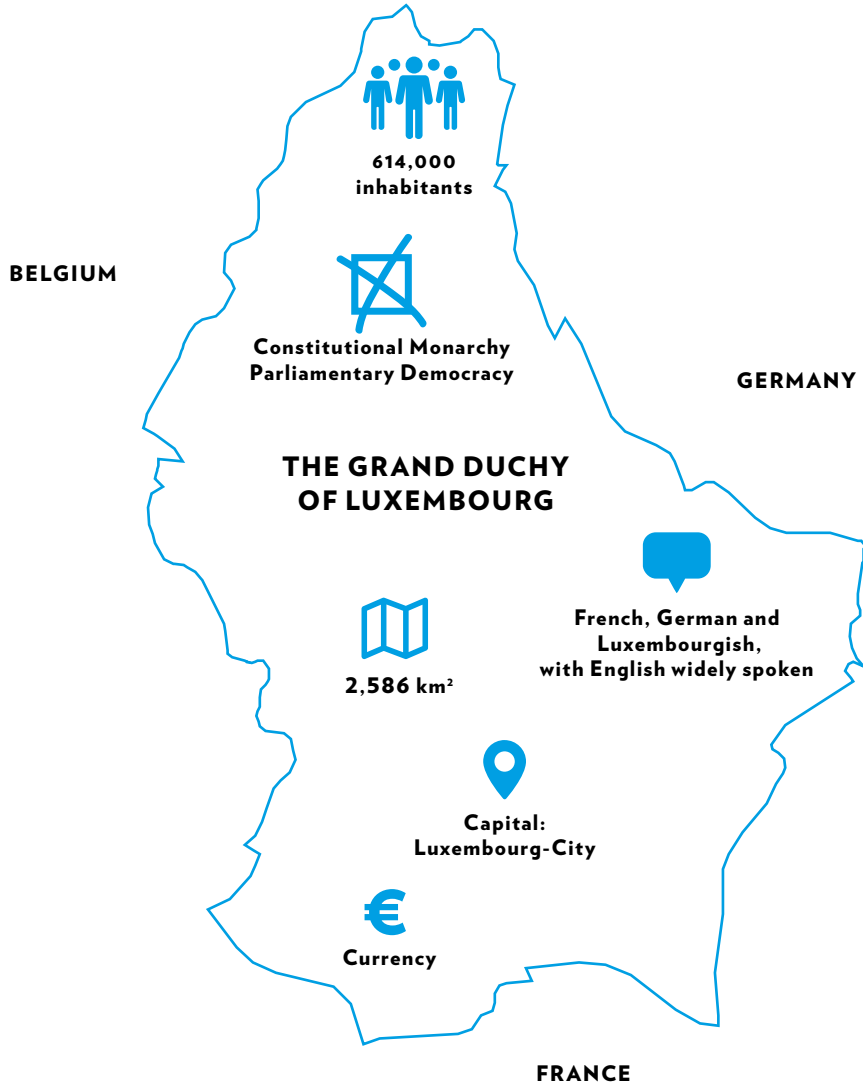 614,000
inhabitants
BELGIUM
Constitutional Monarchy
Parliamentary Democracy
GERMANY
THE GRAND DUCHY
OF LUXEMBOURG
French, German and
Luxembourgish,
with English widely spoken
2,586 km²
Capital:
Luxembourg-City
€
Currency
FRANCE